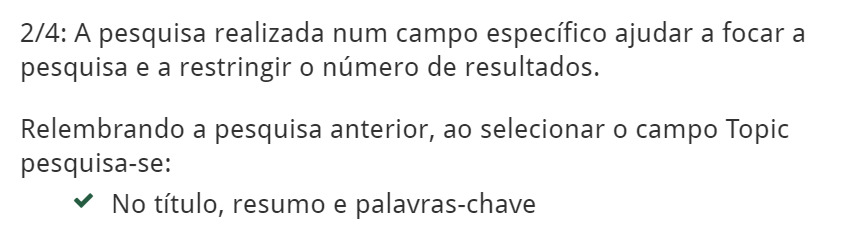 2/4: A pesquisa realizada num campo específico ajudar a focar a
pesquisa e a restringir o número de resultados.
Relembrando a pesquisa anterior, ao selecionar o campo Topic
pesquisa-se:
No título, resumo e palavras-chave